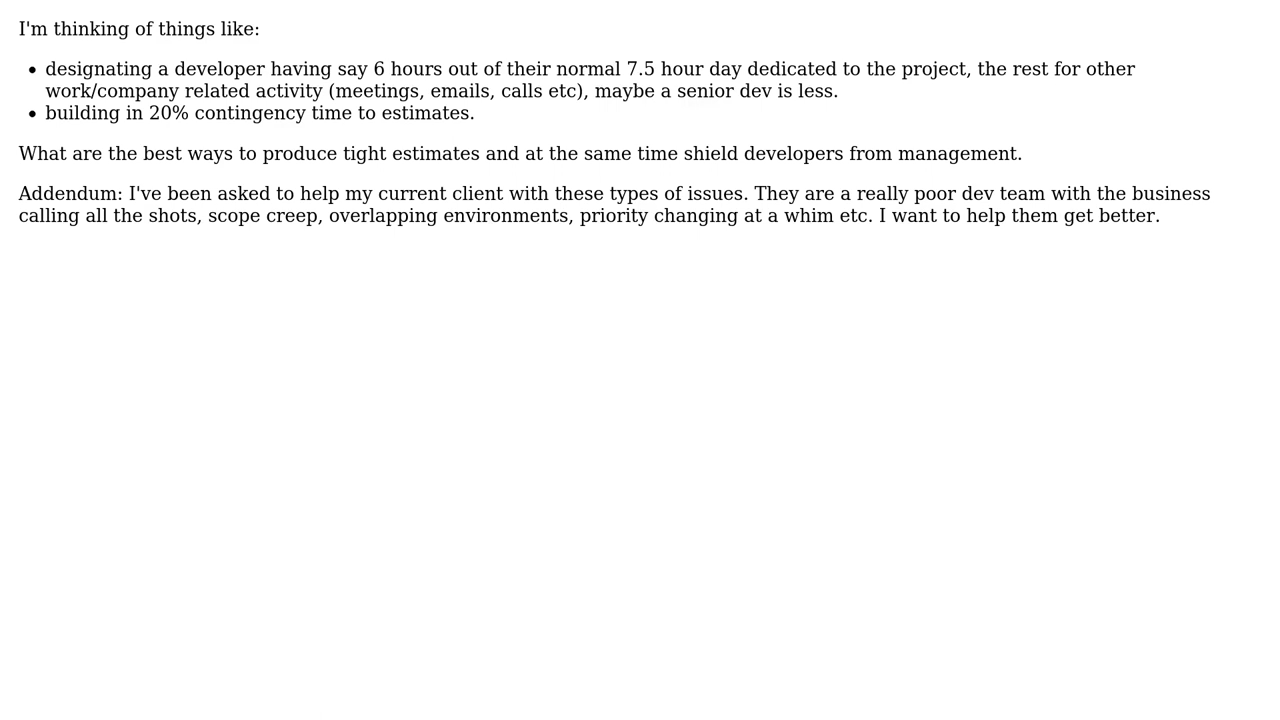 I'm thinking of things like:
• designating a developer having say 6 hours out of their normal 7.5 hour day dedicated to the project, the rest for other
work/company related activity (meetings, emails, calls etc), maybe a senior dev is less.
• building in 20% contingency time to estimates.
What are the best ways to produce tight estimates and at the same time shield developers from management.
Addendum: I've been asked to help my current client with these types of issues. They are a really poor dev team with the business
calling all the shots, scope creep, overlapping environments, priority changing at a whim etc. I want to help them get better.